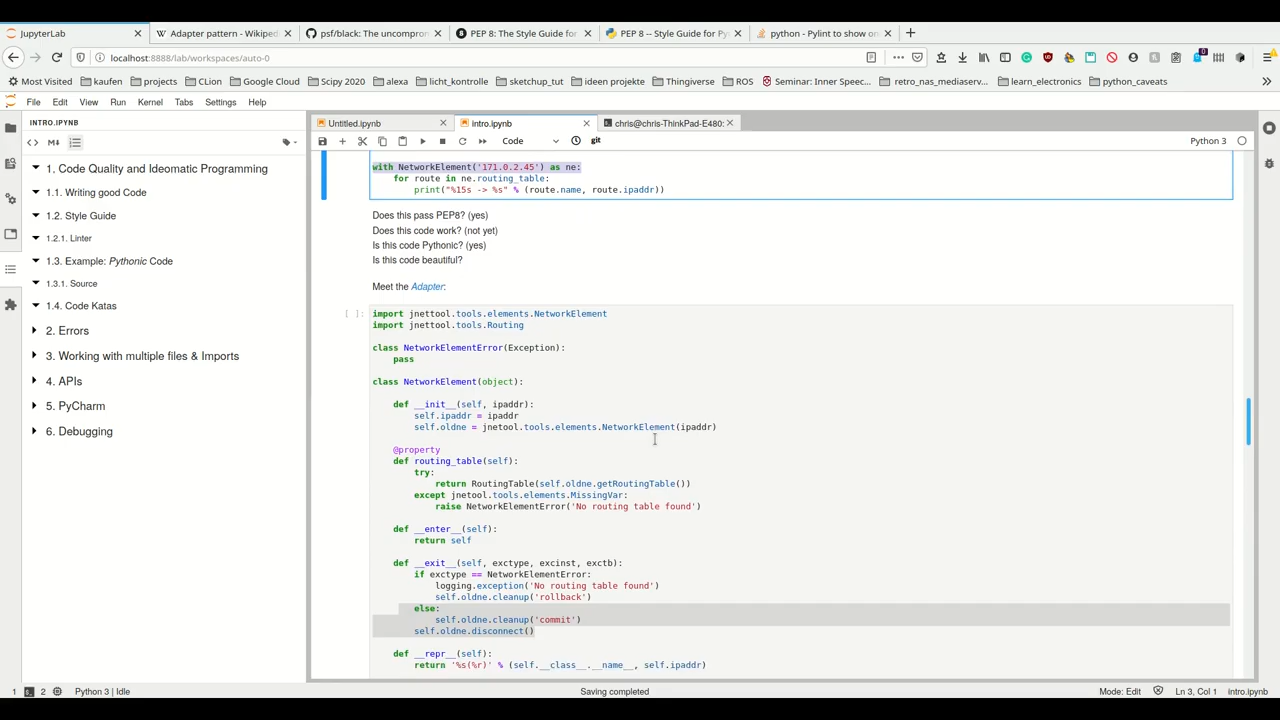 JupyterLab
Adapter pattern - Wikiped
psf/black: The uncomprom
PEP 8: The Style Guide for
PEP 8 -- Style Guide for Py
python - Pylint to show on
localhost:8888/lab/workspaces/auto-0
Most Visited
kaufen
projects
CLion
Google Cloud
Scipy 2020
alexa
licht_kontrolle
sketchup_tut
ideen projekte
Thingiverse
ROS
Seminar: Inner Speec...
retro_nas_mediaserv...
learn_electronics
python_caveats
File Edit View Run Kernel Tabs Settings Help
INTRO.IPYNB
1. Code Quality and Ideomatic Programming
1.1. Writing good Code
1.2. Style Guide
1.2.1. Linter
1.3. Example: Pythonic Code
1.3.1. Source
1.4. Code Katas
2. Errors
3. Working with multiple files & Imports
4. APIs
5. PyCharm
6. Debugging
Untitled.ipynb
intro.ipynb
chris@chris-ThinkPad-E480:
Code
git
Python 3
with NetworkElement('171.0.2.45') as ne:
for route in ne.routing_table:
print("%15s -> %s" % (route.name, route.ipaddr))
Does this pass PEP8? (yes)
Does this code work? (not yet)
Is this code Pythonic? (yes)
Is this code beautiful?
Meet the Adapter:
[ ]:
import jnettool.tools.elements.NetworkElement
import jnettool.tools.Routing
class NetworkElementError(Exception):
pass
class NetworkElement(object):
def __init__(self, ipaddr):
self.ipaddr = ipaddr
self.oldne = jnetool.tools.elements.NetworkElement(ipaddr)
@property
def routing_table(self):
try:
return RoutingTable(self.oldne.getRoutingTable())
except jnetool.tools.elements.MissingVar:
raise NetworkElementError('No routing table found')
def __enter__(self):
return self
def __exit__(self, exctype, excinst, exctb):
if exctype == NetworkElementError:
logging.exception('No routing table found')
self.oldne.cleanup('rollback')
else:
self.oldne.cleanup('commit')
self.oldne.disconnect()
def __repr__(self):
return '%s(%r)' % (self.__class__.__name__, self.ipaddr)
1
2
Python 3 | Idle
Saving completed
Mode: Edit
Ln 3, Col 1
intro.ipynb